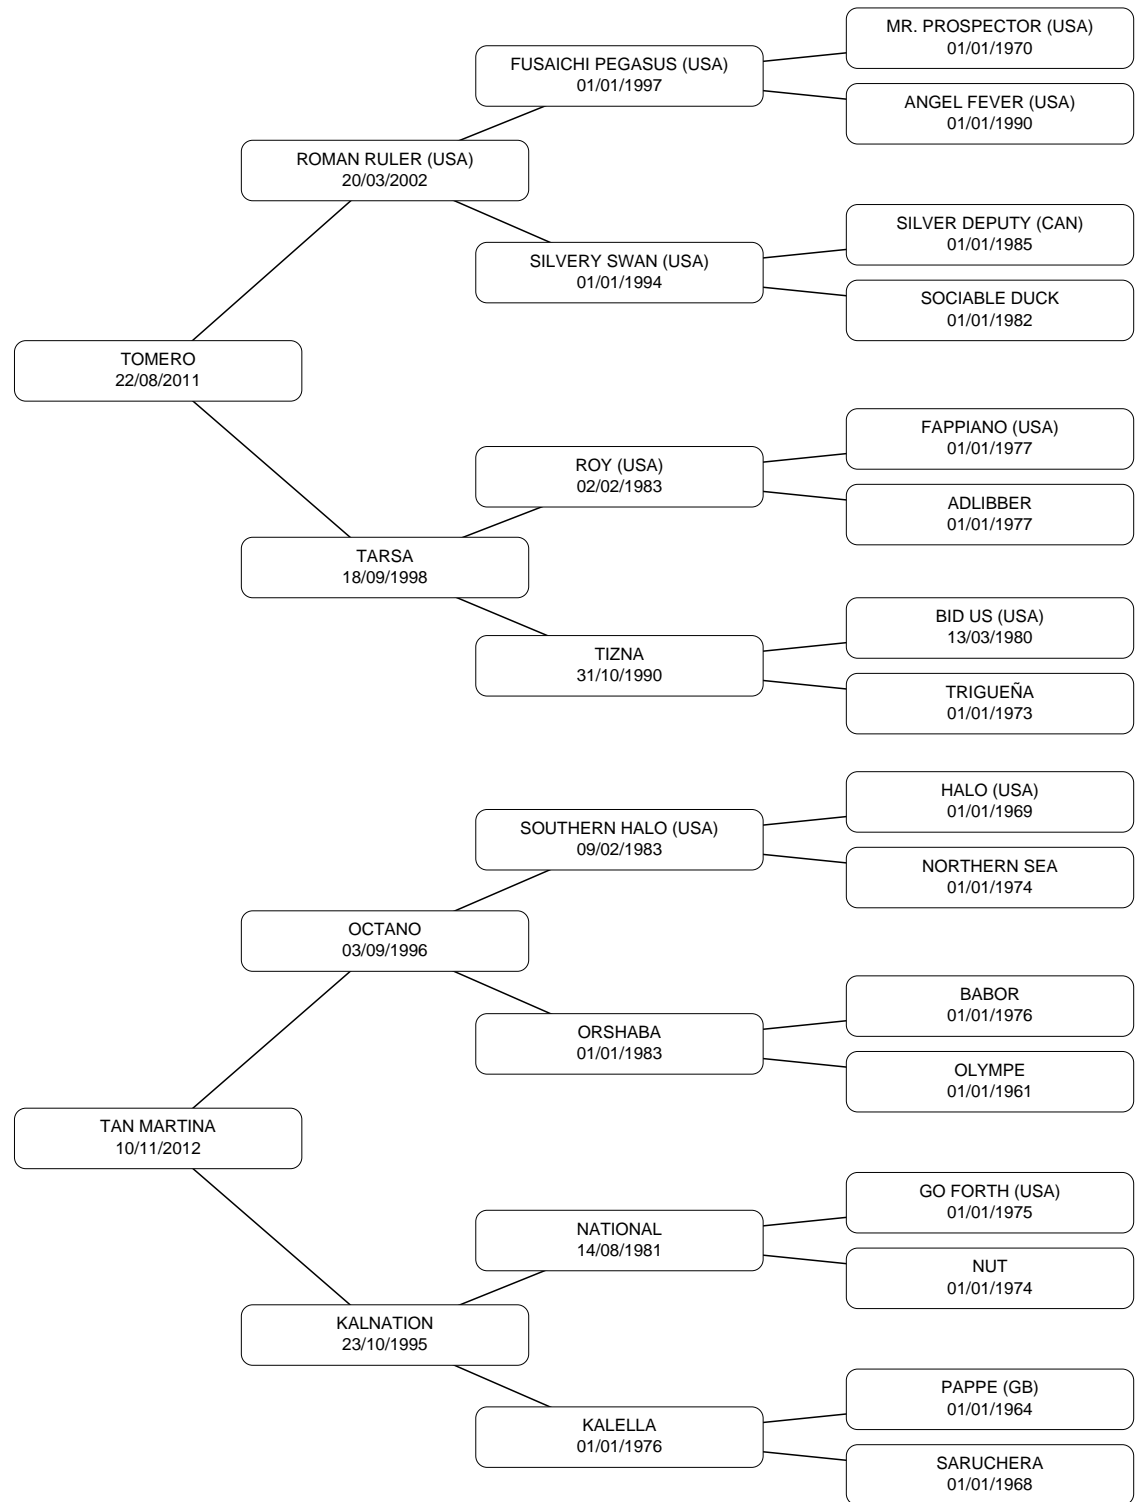 MR. PROSPECTOR (USA)
01/01/1970
FUSAICHI PEGASUS (USA)
01/01/1997
ANGEL FEVER (USA)
01/01/1990
ROMAN RULER (USA)
20/03/2002
SILVER DEPUTY (CAN)
01/01/1985
SILVERY SWAN (USA)
01/01/1994
SOCIABLE DUCK
01/01/1982
TOMERO
22/08/2011
FAPPIANO (USA)
01/01/1977
ROY (USA)
02/02/1983
ADLIBBER
01/01/1977
TARSA
18/09/1998
BID US (USA)
13/03/1980
TIZNA
31/10/1990
TRIGUEÑA
01/01/1973
HALO (USA)
01/01/1969
SOUTHERN HALO (USA)
09/02/1983
NORTHERN SEA
01/01/1974
OCTANO
03/09/1996
BABOR
01/01/1976
ORSHABA
01/01/1983
OLYMPE
01/01/1961
TAN MARTINA
10/11/2012
GO FORTH (USA)
01/01/1975
NATIONAL
14/08/1981
NUT
01/01/1974
KALNATION
23/10/1995
PAPPE (GB)
01/01/1964
KALELLA
01/01/1976
SARUCHERA
01/01/1968